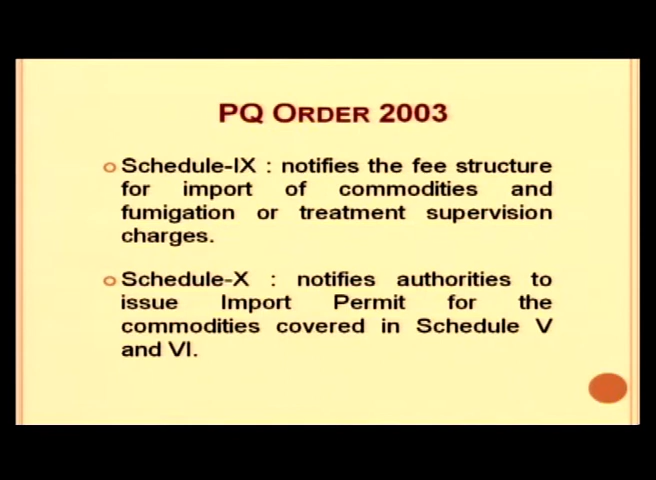 PQ ORDER 2003
Schedule-IX : notifies the fee structure
for import of commodities and
fumigation or treatment supervision
charges.
Schedule-X : notifies authorities to
issue Import Permit for the
commodities covered in Schedule V
and VI.